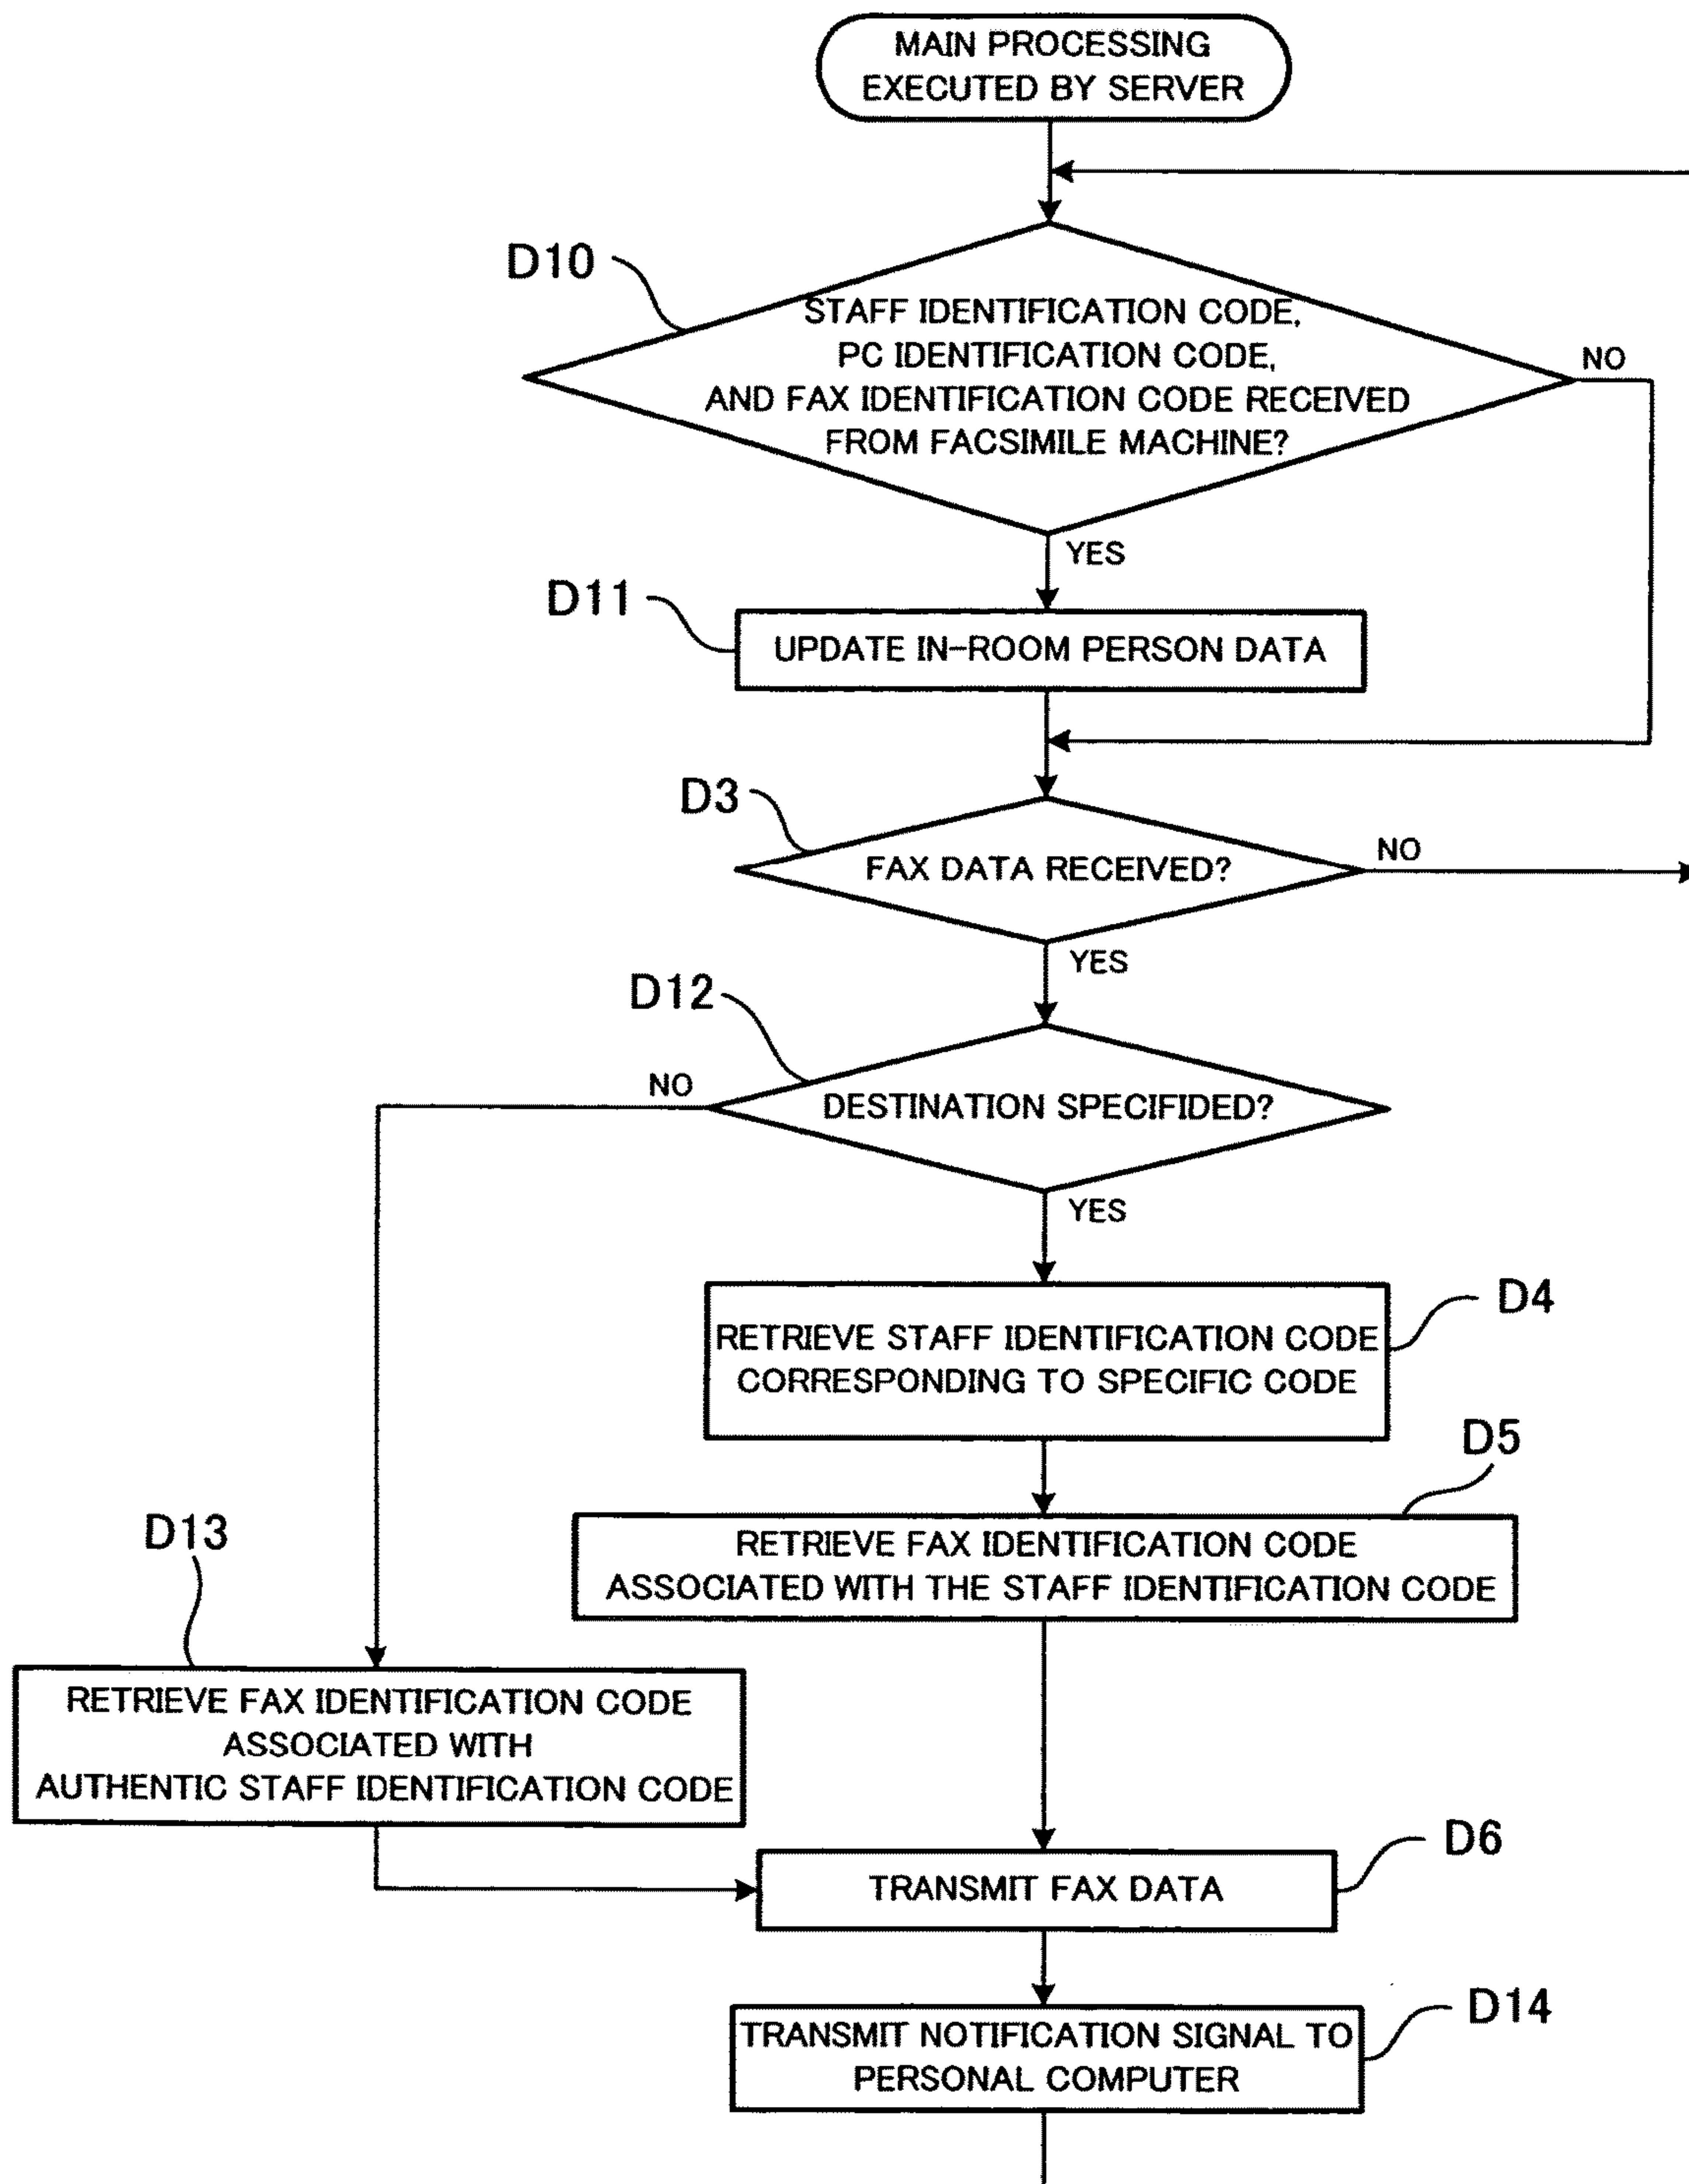 MAIN PROCESSING
EXECUTED BY SERVER
D10
STAFF IDENTIFICATION CODE,
PC IDENTIFICATION CODE,
AND FAX IDENTIFICATION CODE RECEIVED
FROM FACSIMILE MACHINE?
NO
YES
D11
UPDATE IN-ROOM PERSON DATA
D3
FAX DATA RECEIVED?
NO
YES
D12
NO
DESTINATION SPECIFIDED?
YES
D4
RETRIEVE STAFF IDENTIFICATION CODE
CORRESPONDING TO SPECIFIC CODE
D5
RETRIEVE FAX IDENTIFICATION CODE
ASSOCIATED WITH THE STAFF IDENTIFICATION CODE
D13
RETRIEVE FAX IDENTIFICATION CODE
ASSOCIATED WITH
AUTHENTIC STAFF IDENTIFICATION CODE
D6
TRANSMIT FAX DATA
D14
TRANSMIT NOTIFICATION SIGNAL TO
PERSONAL COMPUTER